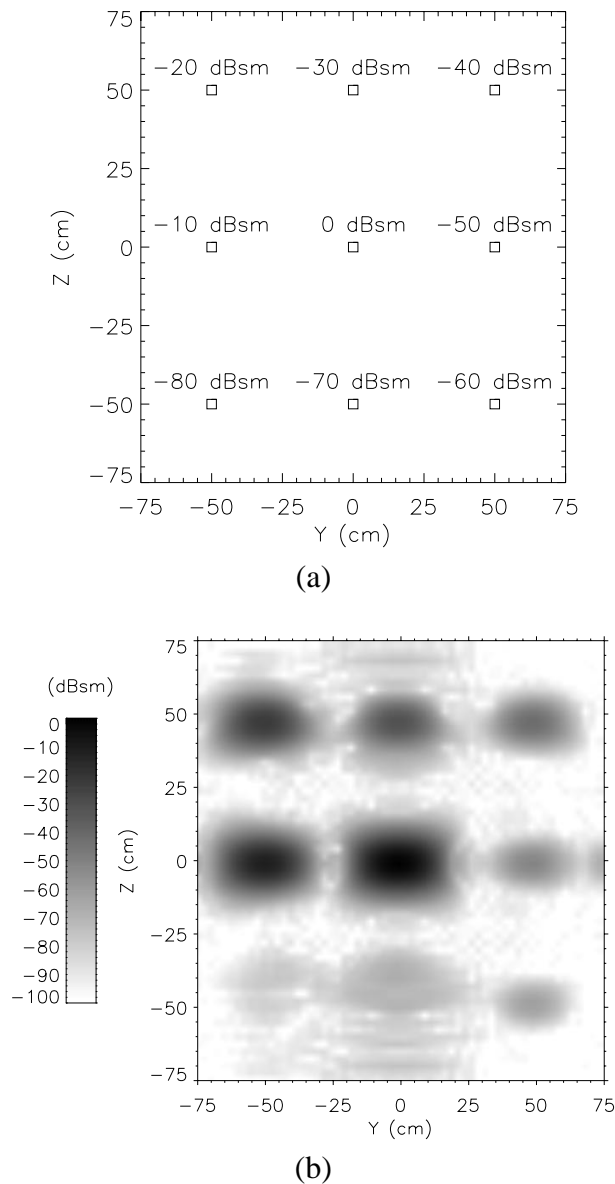 75
−20 dBsm −30 dBsm −40 dBsm
50
25
−10 dBsm 0 dBsm −50 dBsm
0
Z (cm)
−25
−80 dBsm −70 dBsm −60 dBsm
−50
−75
−75 −50 −25 0 25 50 75
Y (cm)
(a)
(dBsm)
0
−10
−20
−30
−40
−50
−60
−70
−80
−90
−100
75
50
25
0
Z (cm)
−25
−50
−75
−75 −50 −25 0 25 50 75
Y (cm)
(b)